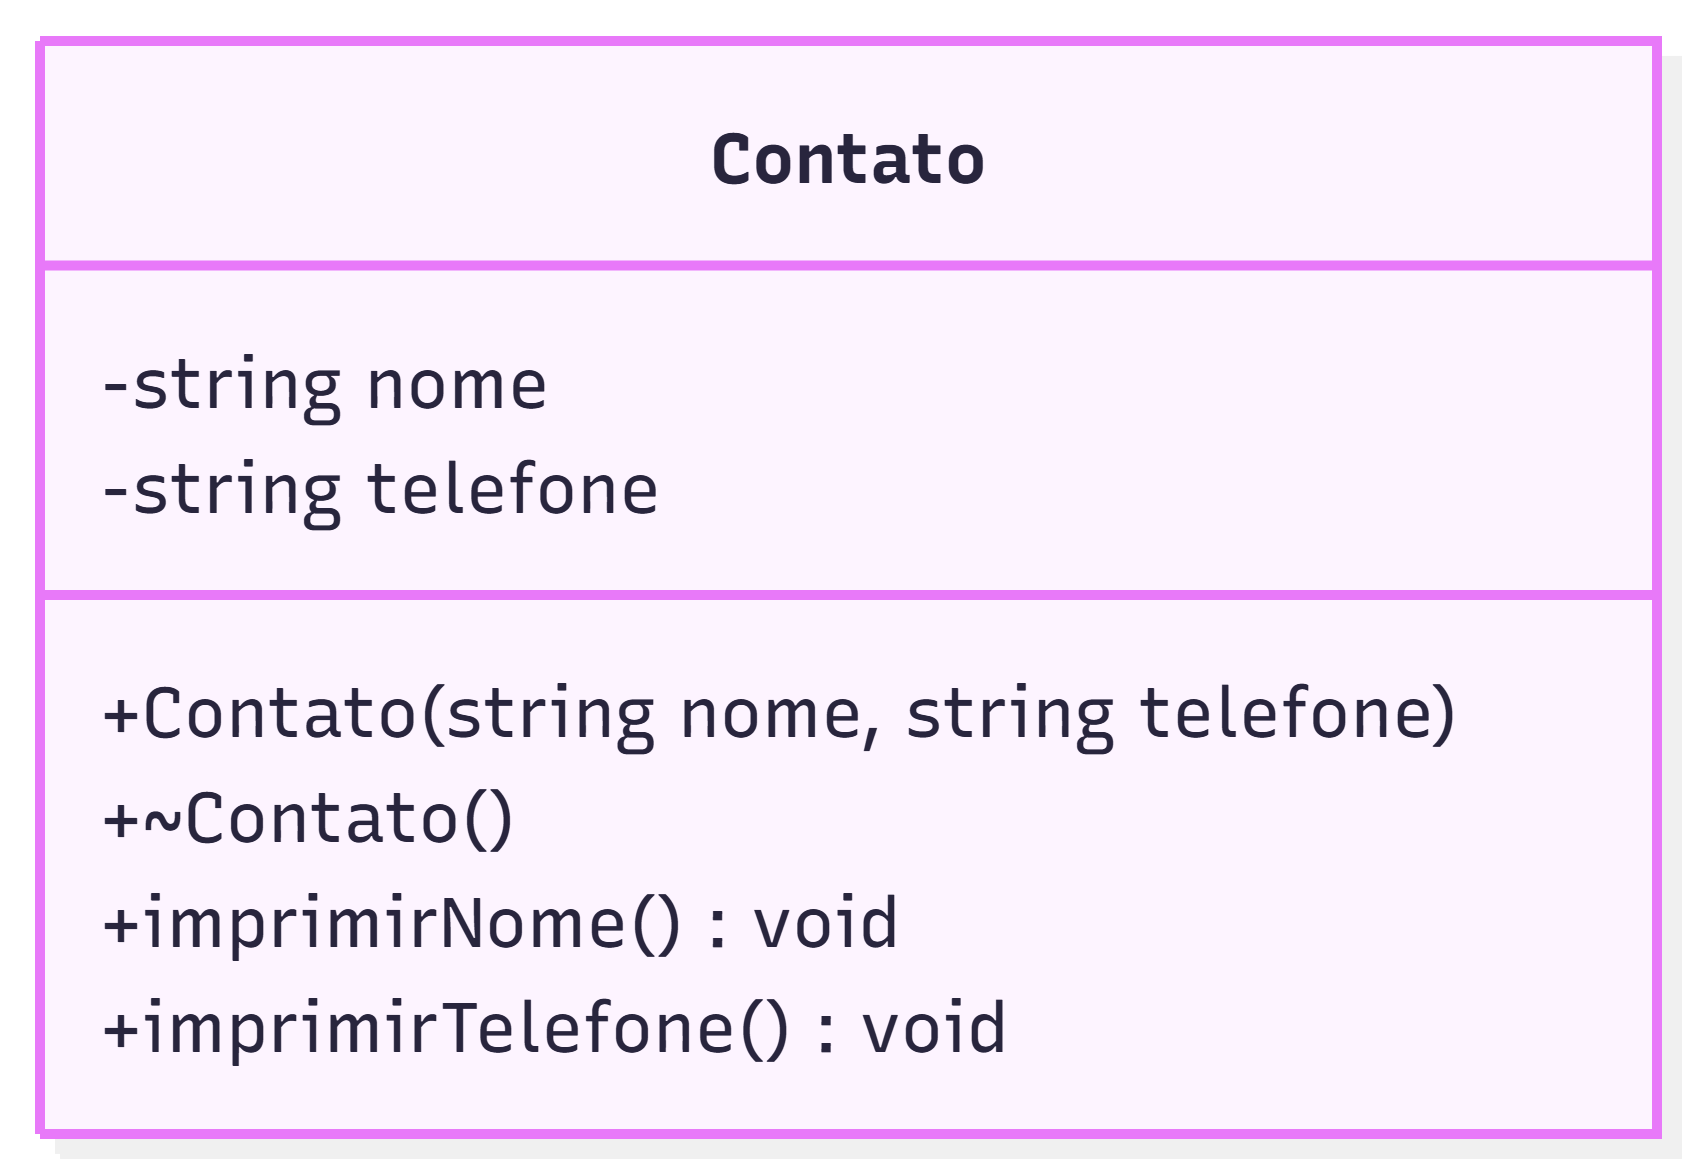 Contato
-string nome
-string telefone
+Contato(string nome, string telefone)
+~Contato()
+imprimirNome() : void
+imprimirTelefone() : void